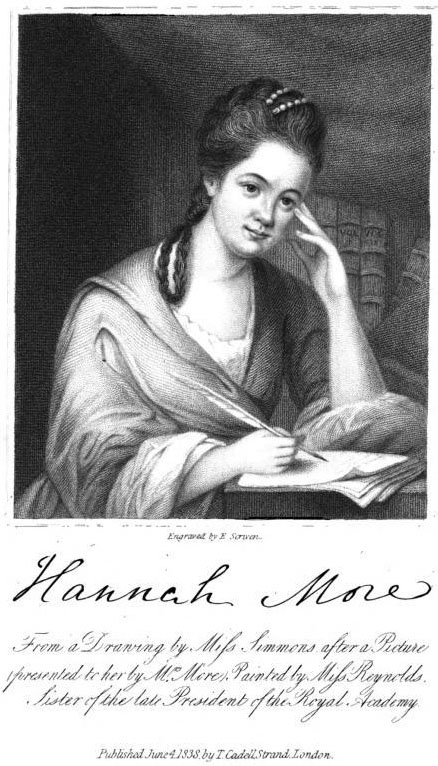 Engraved by E Scriven.
Hannah More
From a Drawing by Miſs Simmons after a Picture
(presented to her by Mrs. More), Painted by Miſs Reynolds.
Sister of the late President of the Royal Academy.
Published June 4, 1838, by T. Cadell, Strand, London.